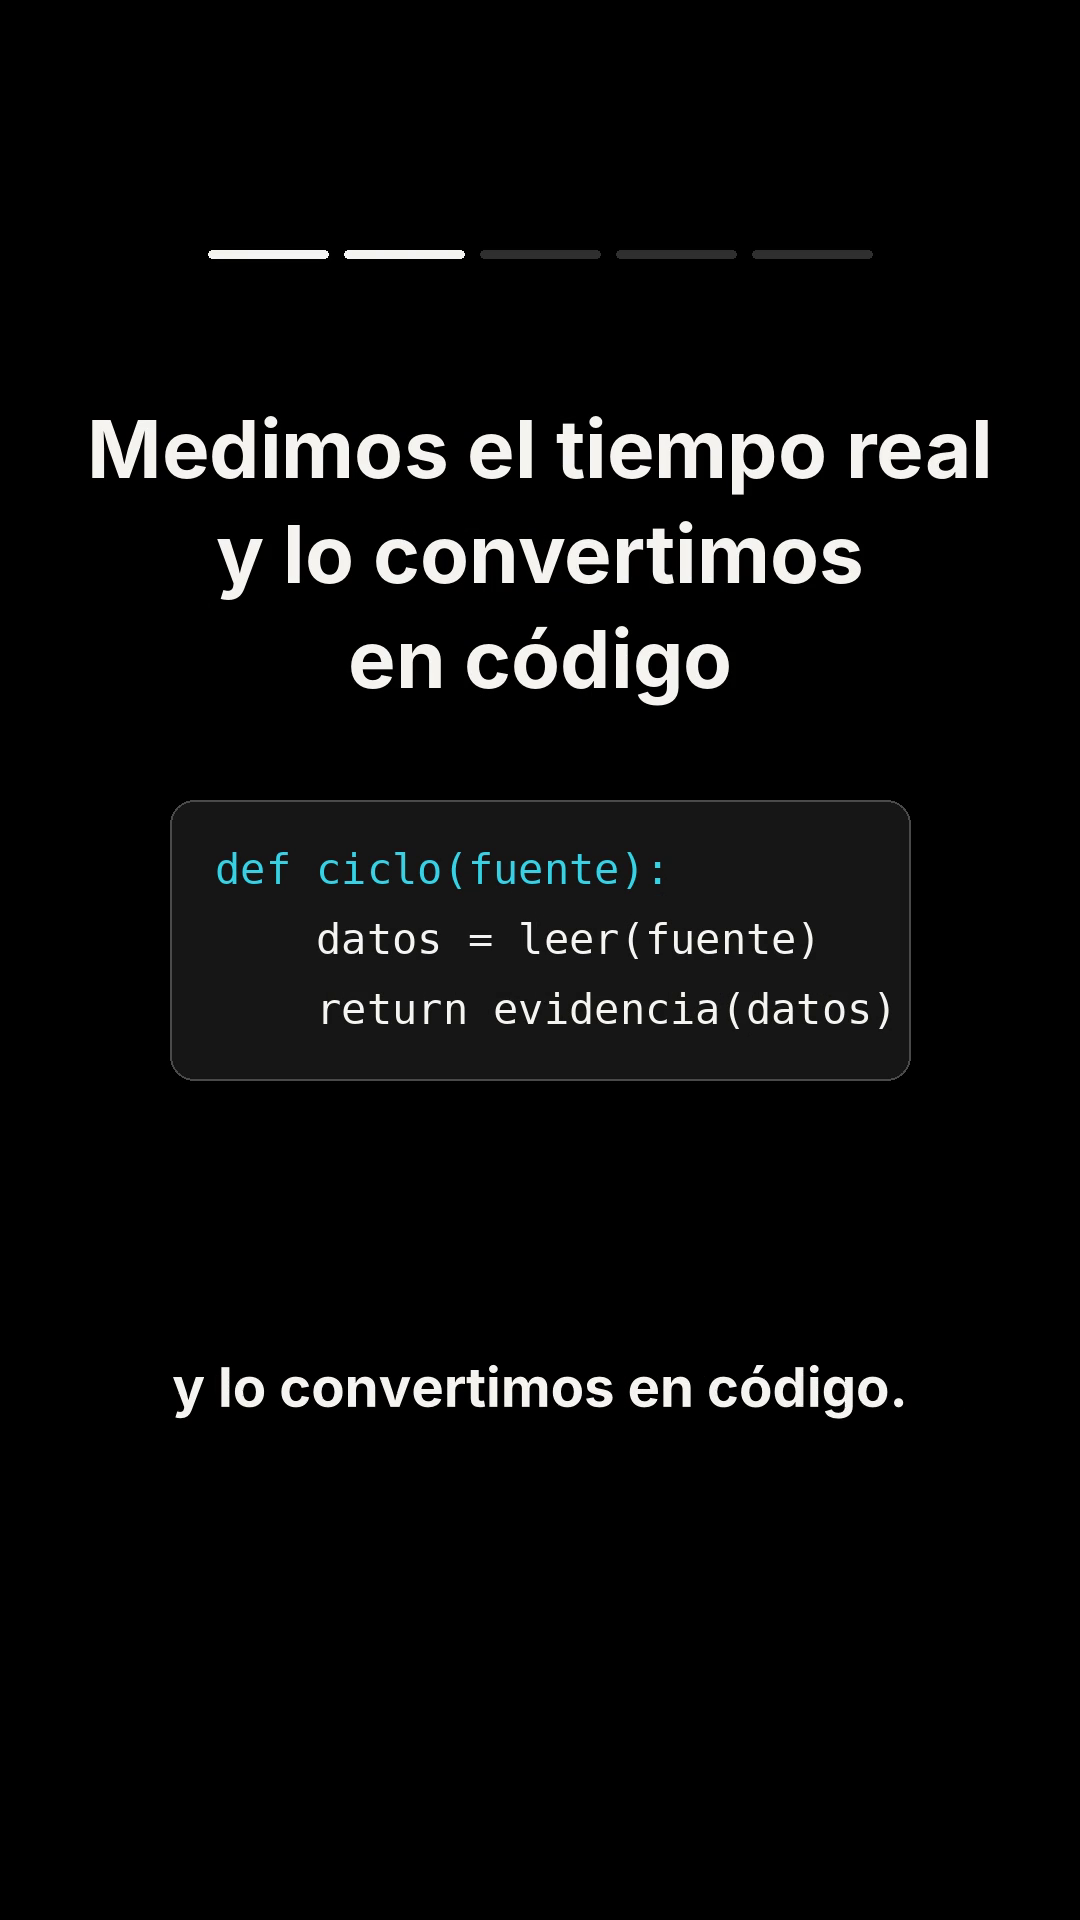 Medimos el tiempo real
y lo convertimos
en código
def ciclo(fuente):
    datos = leer(fuente)
    return evidencia(datos)
y lo convertimos en código.